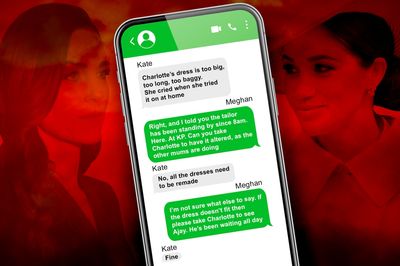 Kate
Charlotte's dress is too big,
too long, too baggy.
She cried when she tried
it on at home
Meghan
Right, and I told you the tailor
has been standing by since 8am.
Here. At KP. Can you take
Charlotte to have it altered, as the
other mums are doing
Kate
No, all the dresses need
to be remade
Meghan
I'm not sure what else to say. If
the dress doesn't fit then
please take Charlotte to see
Ajay. He's been waiting all day
Kate
Fine